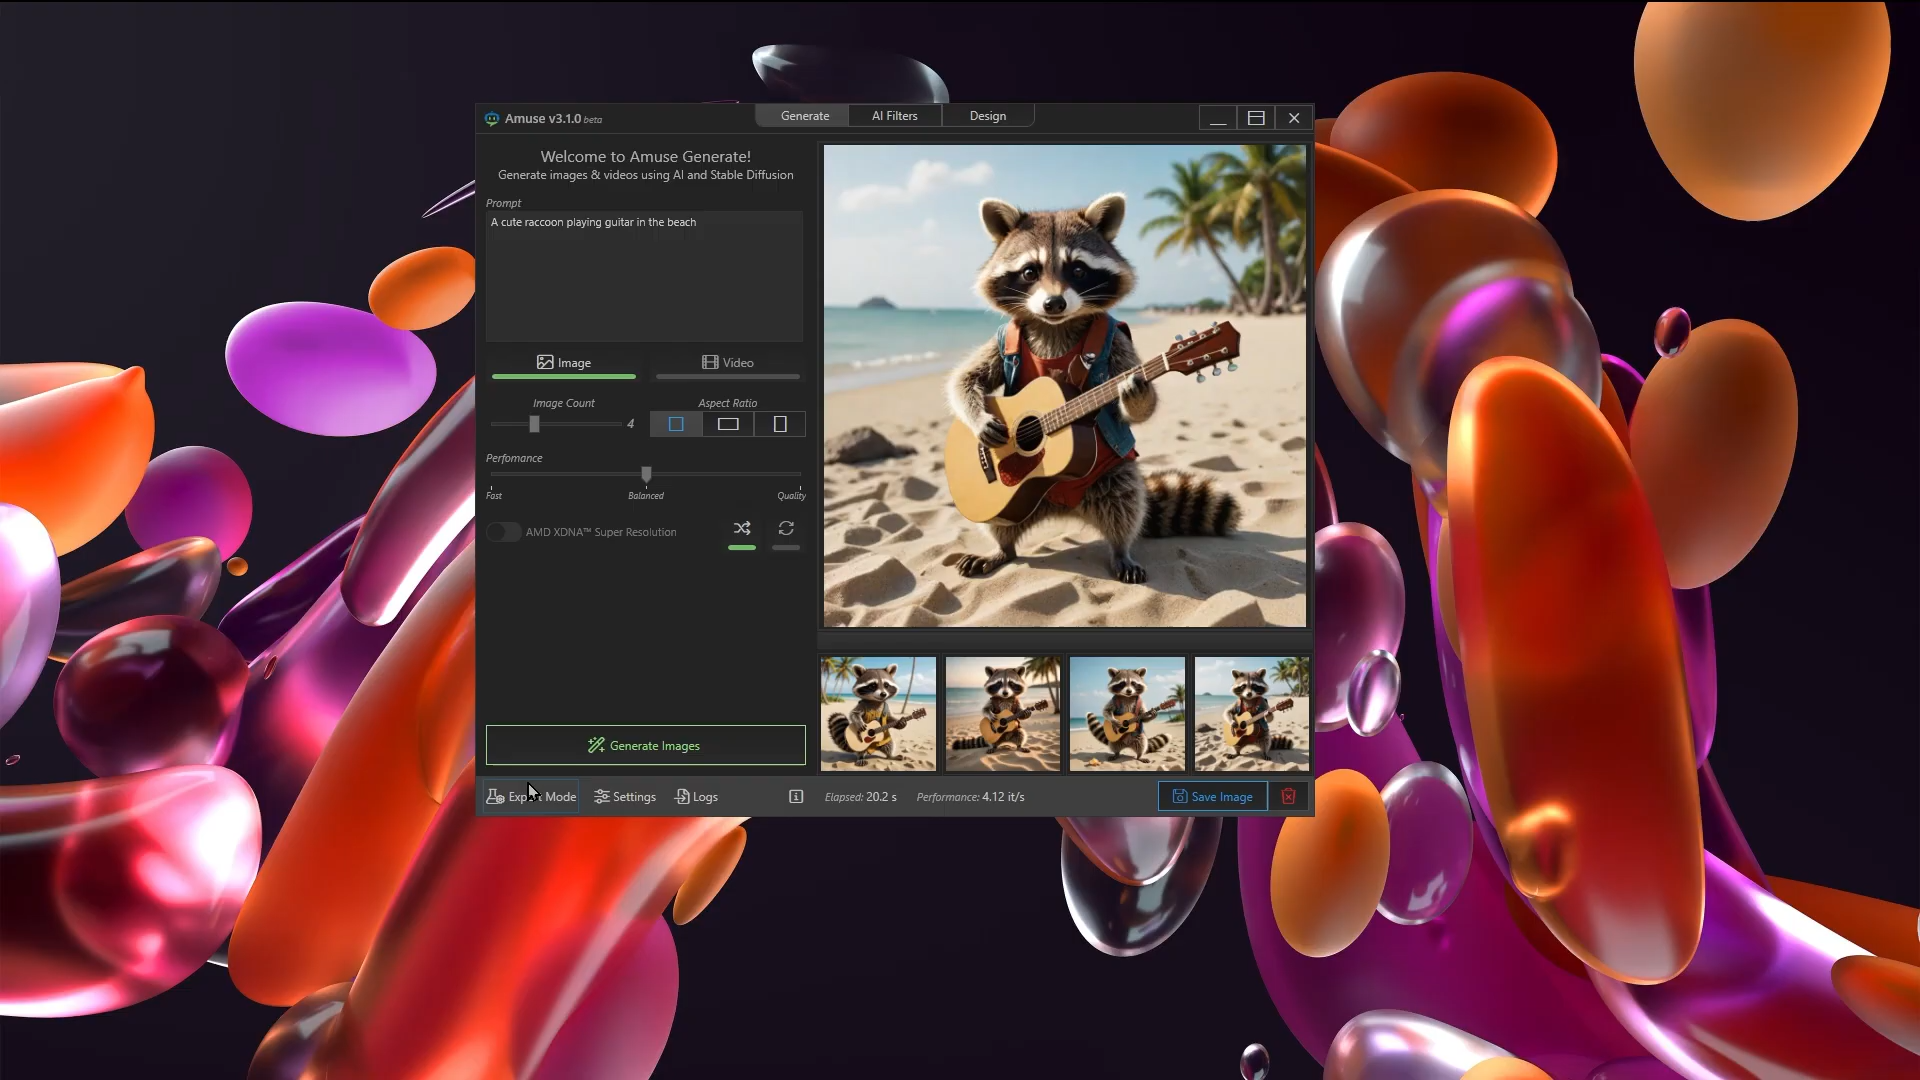 Amuse v3.1.0 beta
Generate
AI Filters
Design
Welcome to Amuse Generate!
Generate images & videos using AI and Stable Diffusion
Prompt
A cute raccoon playing guitar in the beach
Image
Video
Image Count
Aspect Ratio
4
Perfomance
Fast
Balanced
Quality
AMD XDNA™ Super Resolution
Generate Images
Expert Mode
Settings
Logs
Elapsed: 20.2 s
Performance: 4.12 it/s
Save Image